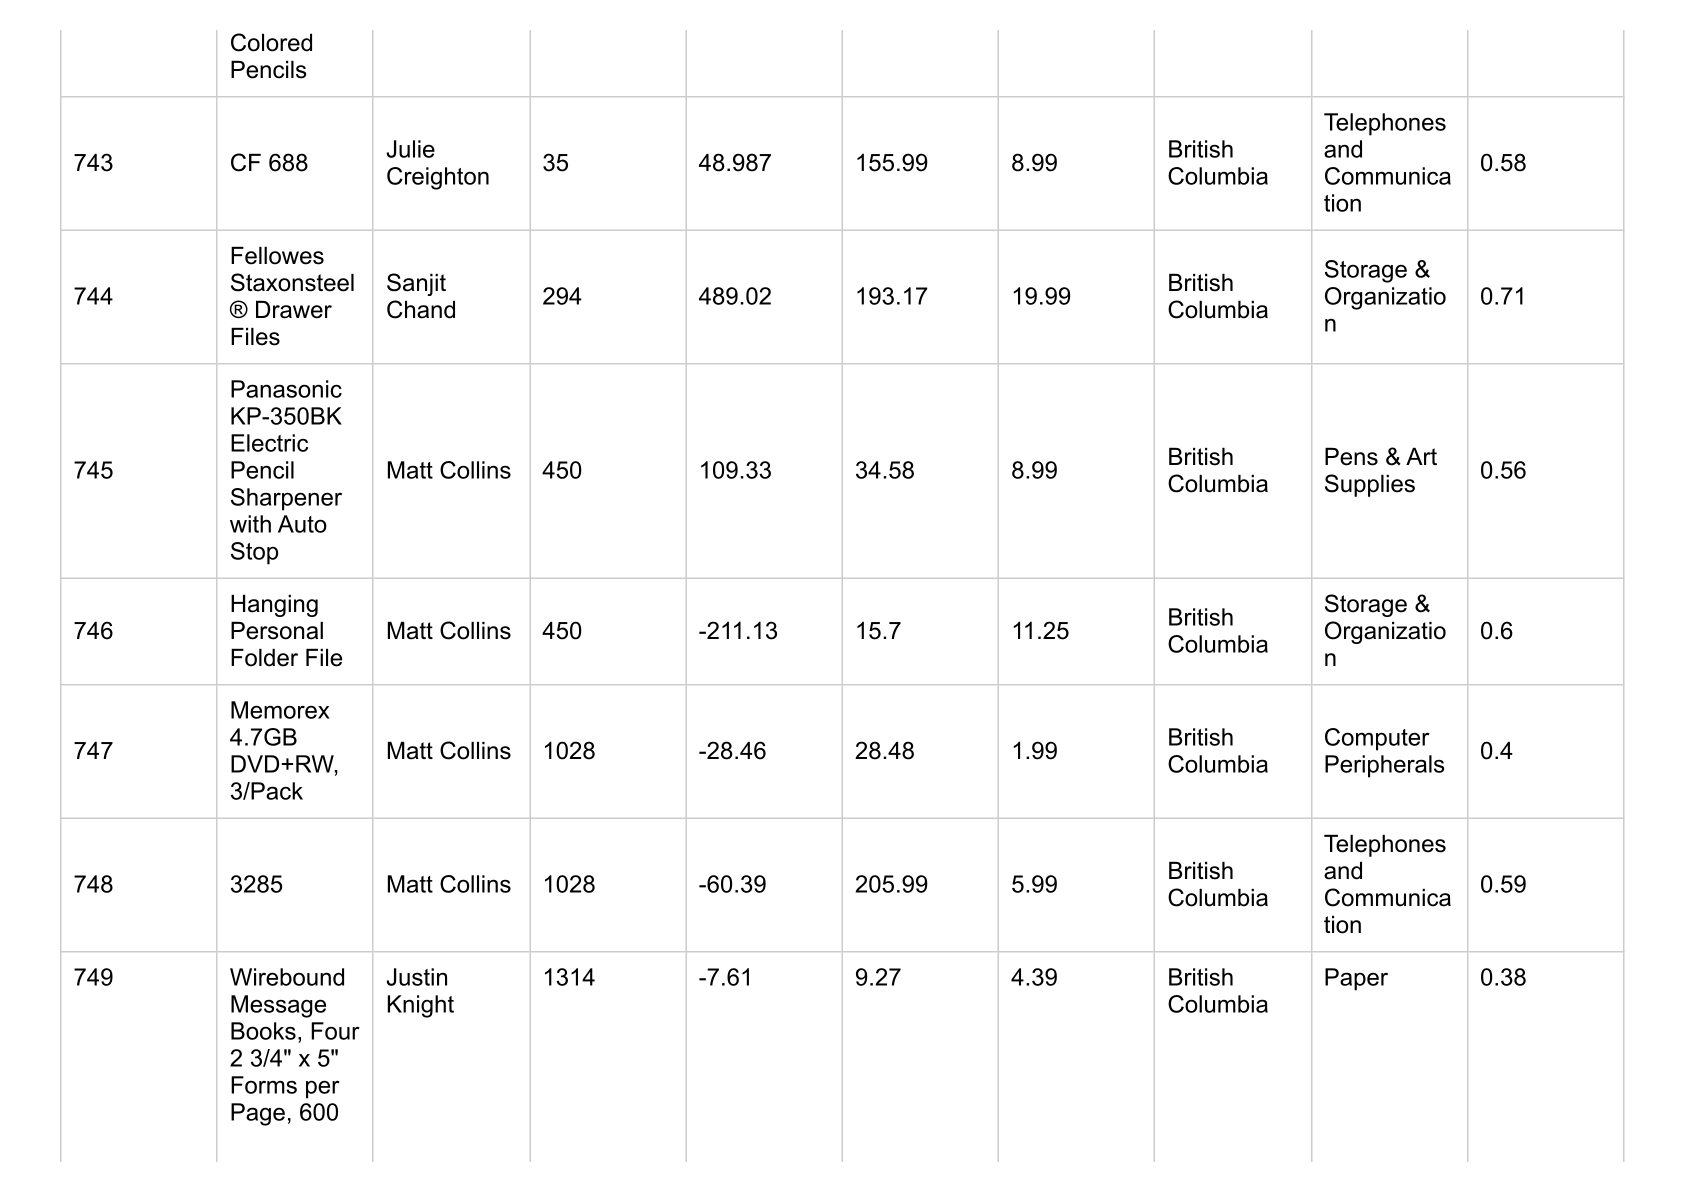 Colored
Pencils
743
CF 688
Julie
Creighton
35
48.987
155.99
8.99
British
Columbia
Telephones
and
Communica
tion
0.58
744
Fellowes
Staxonsteel
® Drawer
Files
Sanjit
Chand
294
489.02
193.17
19.99
British
Columbia
Storage &
Organizatio
n
0.71
745
Panasonic
KP-350BK
Electric
Pencil
Sharpener
with Auto
Stop
Matt Collins
450
109.33
34.58
8.99
British
Columbia
Pens & Art
Supplies
0.56
746
Hanging
Personal
Folder File
Matt Collins
450
-211.13
15.7
11.25
British
Columbia
Storage &
Organizatio
n
0.6
747
Memorex
4.7GB
DVD+RW,
3/Pack
Matt Collins
1028
-28.46
28.48
1.99
British
Columbia
Computer
Peripherals
0.4
748
3285
Matt Collins
1028
-60.39
205.99
5.99
British
Columbia
Telephones
and
Communica
tion
0.59
749
Wirebound
Message
Books, Four
2 3/4" x 5"
Forms per
Page, 600
Justin
Knight
1314
-7.61
9.27
4.39
British
Columbia
Paper
0.38